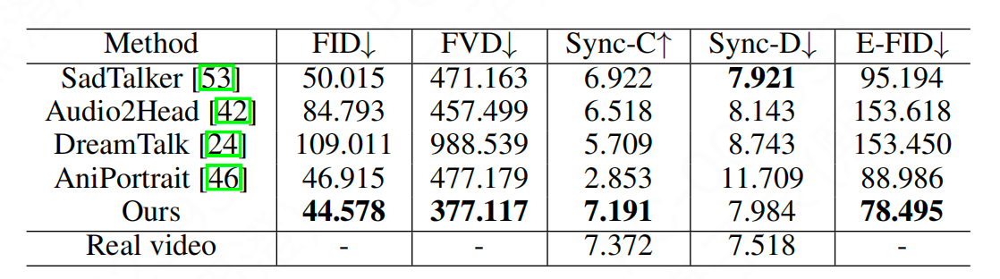 Method FID↓ FVD↓ Sync-C↑ Sync-D↓ E-FID↓
SadTalker [53] 50.015 471.163 6.922 7.921 95.194
Audio2Head [42] 84.793 457.499 6.518 8.143 153.618
DreamTalk [24] 109.011 988.539 5.709 8.743 153.450
AniPortrait [46] 46.915 477.179 2.853 11.709 88.986
Ours 44.578 377.117 7.191 7.984 78.495
Real video - - 7.372 7.518 -